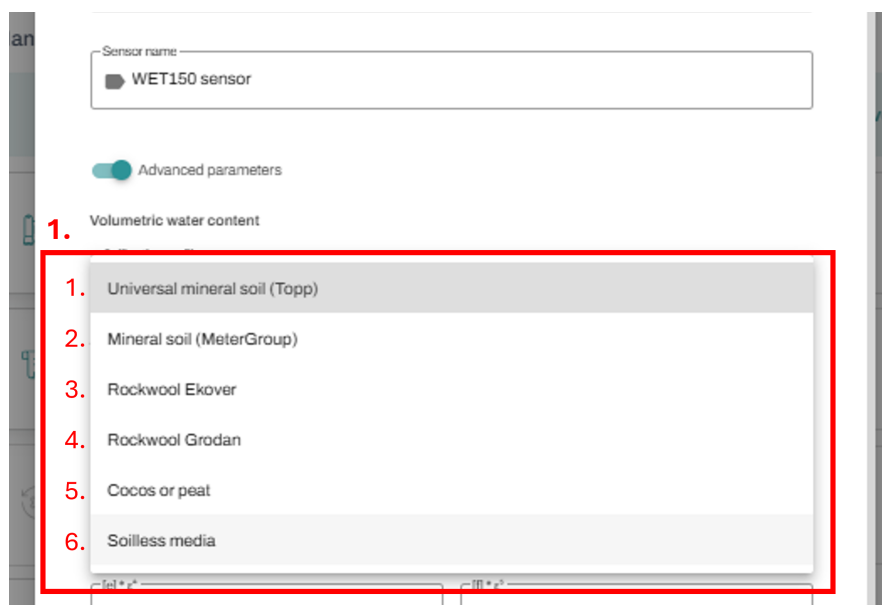 an
Sensor name
WET150 sensor
Advanced parameters
Volumetric water content
1.
1. Universal mineral soil (Topp)
2. Mineral soil (MeterGroup)
3. Rockwool Ekover
4. Rockwool Grodan
5. Cocos or peat
6. Soilless media